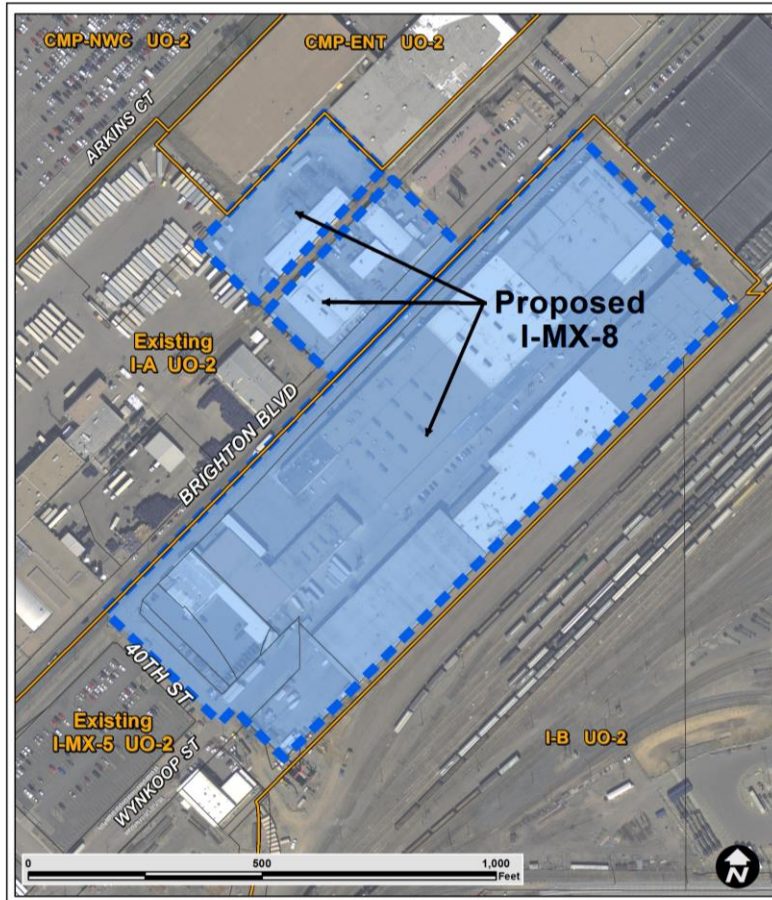 CMP-NWC UO-2
CMP-ENT UO-2
ARKINS CT
Proposed
I-MX-8
Existing
I-A UO-2
BRIGHTON BLVD
40TH ST
Existing
I-MX-5 UO-2
WYNKOOP ST
I-B UO-2
0 500 1,000
Feet
N